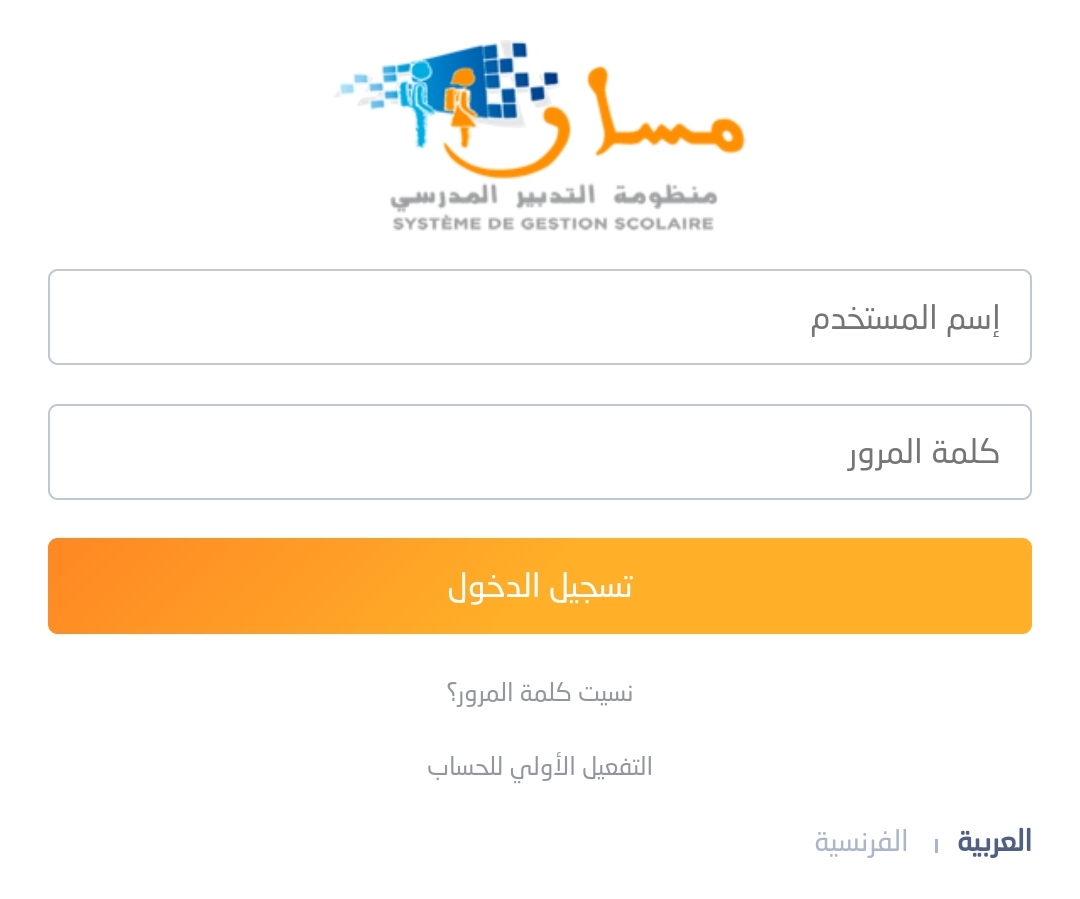 مسار
منظومة التدبير المدرسي
SYSTÈME DE GESTION SCOLAIRE
إسم المستخدم
كلمة المرور
تسجيل الدخول
نسيت كلمة المرور؟
التفعيل الأولي للحساب
العربية | الفرنسية